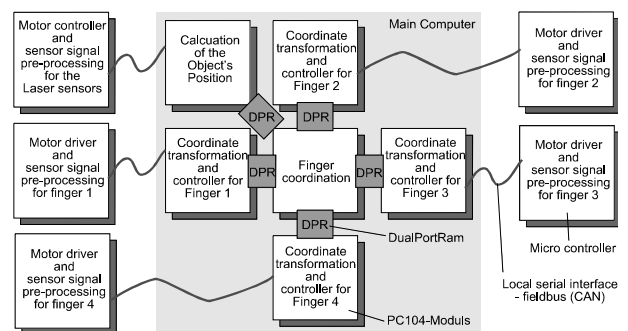 Motor controller
and
sensor signal
pre-processing
for the
Laser sensors
Calcuation
of the
Object's
Position
Coordinate
transformation
and
controller for
Finger 2
Main Computer
Motor driver
and
sensor signal
pre-processing
for finger 2
DPR
DPR
Motor driver
and
sensor signal
pre-processing
for finger 1
Coordinate
transformation
and
controller for
Finger 1
DPR
Finger
coordination
DPR
Coordinate
transformation
and
controller for
Finger 3
Motor driver
and
sensor signal
pre-processing
for finger 3
DPR
DualPortRam
Micro controller
Motor driver
and
sensor signal
pre-processing
for finger 4
Coordinate
transformation
and
controller for
Finger 4
Local serial interface
- fieldbus (CAN)
PC104-Moduls